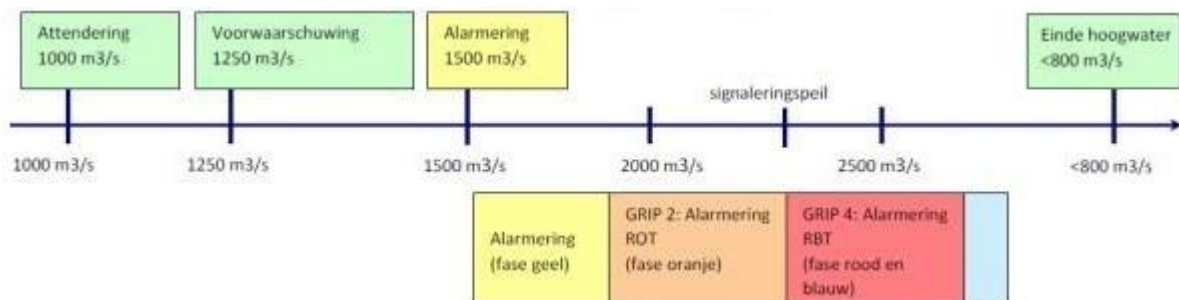 Attendering
1000 m3/s
Voorwaarschuwing
1250 m3/s
Alarmering
1500 m3/s
Einde hoogwater
<800 m3/s
signaleringspeil
1000 m3/s
1250 m3/s
1500 m3/s
2000 m3/s
2500 m3/s
<800 m3/s
Alarmering
(fase geel)
GRIP 2: Alarmering
ROT
(fase oranje)
GRIP 4: Alarmering
RBT
(fase rood en
blauw)